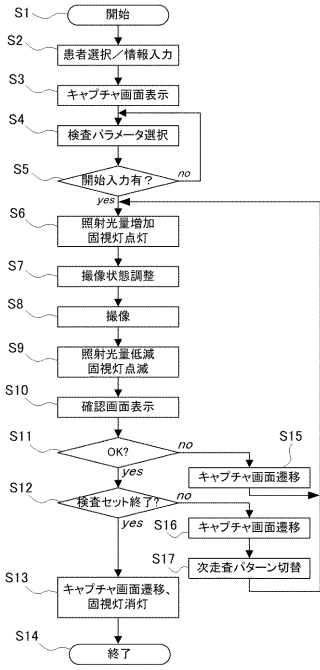 S1
開始
S2
患者選択／情報入力
S3
キャプチャ画面表示
S4
検査パラメータ選択
S5
開始入力有？
no
yes
S6
照射光量増加
固視灯点灯
S7
撮像状態調整
S8
撮像
S9
照射光量低減
固視灯点滅
S10
確認画面表示
S11
OK?
no
yes
S15
キャプチャ画面遷移
S12
検査セット終了？
no
yes
S16
キャプチャ画面遷移
S17
次走査パターン切替
S13
キャプチャ画面遷移、
固視灯消灯
S14
終了